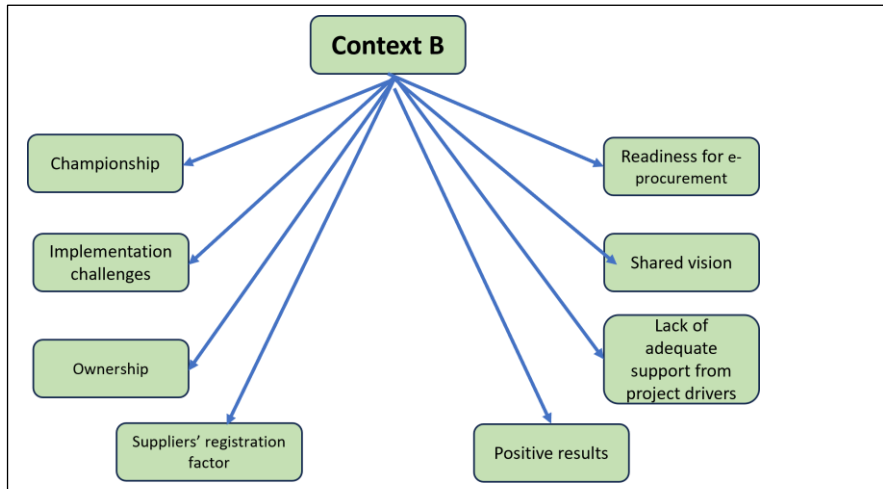 Context B
Championship
Readiness for e-
procurement
Implementation
challenges
Shared vision
Ownership
Lack of
adequate
support from
project drivers
Suppliers’ registration
factor
Positive results